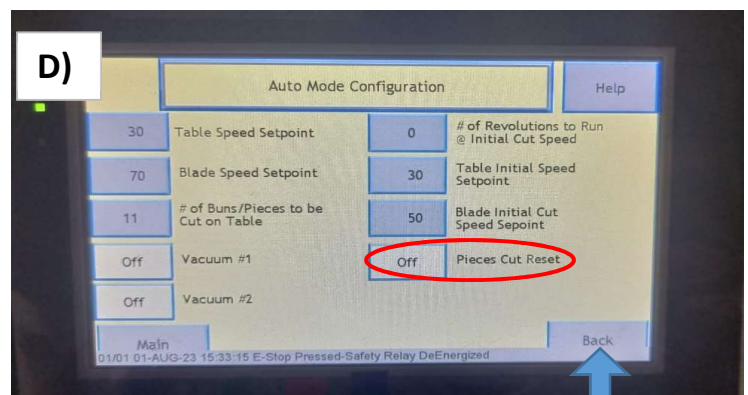 D)
Auto Mode Configuration
Help
30 Table Speed Setpoint
0 # of Revolutions to Run
@ Initial Cut Speed
70 Blade Speed Setpoint
30 Table Initial Speed
Setpoint
11 # of Buns/Pieces to be
Cut on Table
50 Blade Initial Cut
Speed Sepoint
Off Vacuum #1
Off Pieces Cut Reset
Off Vacuum #2
Main
Back
01/01 01-AUG-23 15:33:15 E-Stop Pressed-Safety Relay DeEnergized